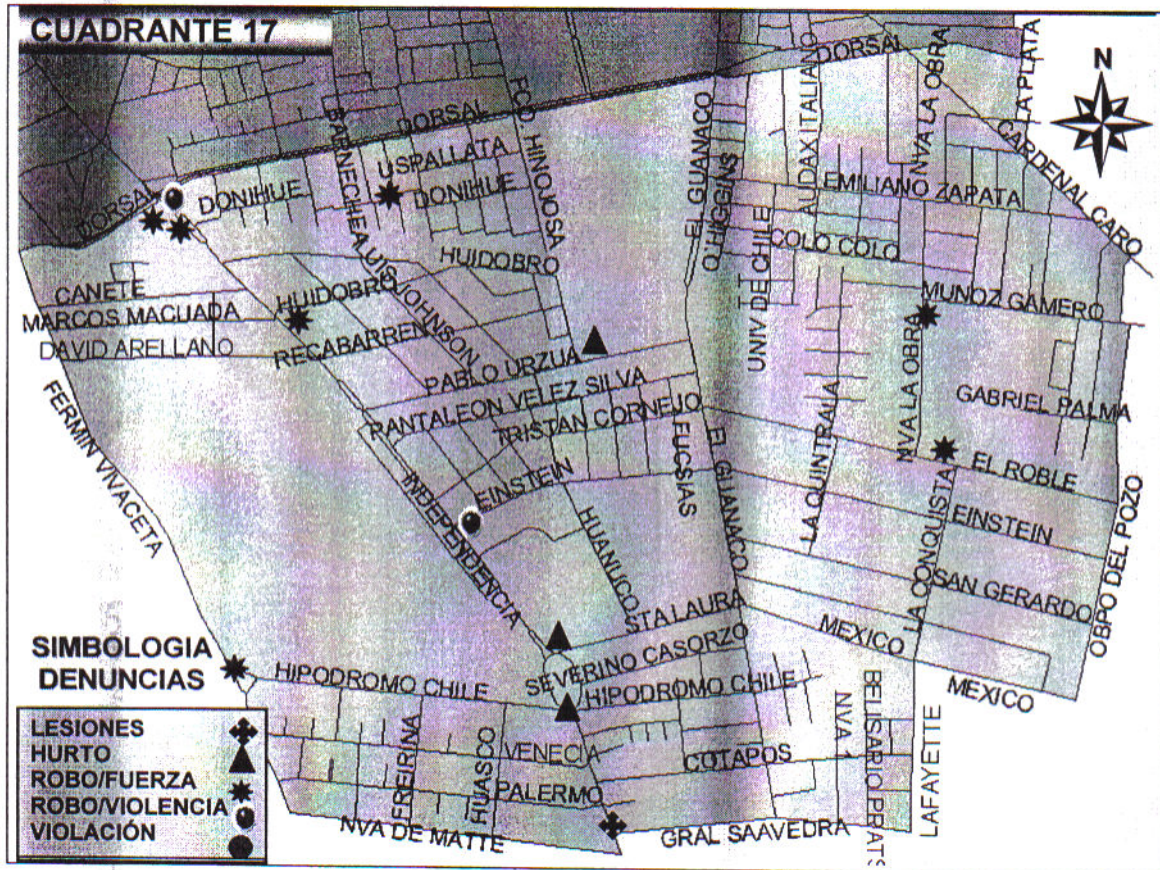 CUADRANTE 17
N
DORSAL
LA PLATA
NVA LA OBRA
AUDAX ITALIANO
FCO. HINOJOSA
DORSAL
CARDENAL CARO
USPALLATA
EL GUANACO
O.HIGGINS
EMILIANO ZAPATA
DORSAL
DONIHUE
DONIHUE
COLO COLO
HUIDOBRO
UNIV DE CHILE
CANETE
HUIDOBRO
LUIS JOHNSON
MUNOZ GAMERO
MARCOS MACUADA
DAVID ARELLANO
RECABARREN
NVA LA OBRA
PABLO URZUA
PANTALEON VELEZ SILVA
GABRIEL PALMA
TRISTAN CORNEJO
FERMIN VIVACETA
FUCSIAS
EL GUANACO
LA QUINTRALA
EL ROBLE
EINSTEIN
INDEPENDENCIA
EINSTEIN
HUANUCO
LA CONQUISTA
OBPO DEL POZO
SAN GERARDO
STA LAURA
MEXICO
SEVERINO CASORZO
MEXICO
HIPODROMO CHILE
HIPODROMO CHILE
BELISARIO PRATS
NVA 1
LAFAYETTE
FREIRINA
HUASCO
VENECIA
COTAPOS
PALERMO
NVA DE MATTE
GRAL SAAVEDRA
SIMBOLOGIA
DENUNCIAS
LESIONES
HURTO
ROBO/FUERZA
ROBO/VIOLENCIA
VIOLACIÓN